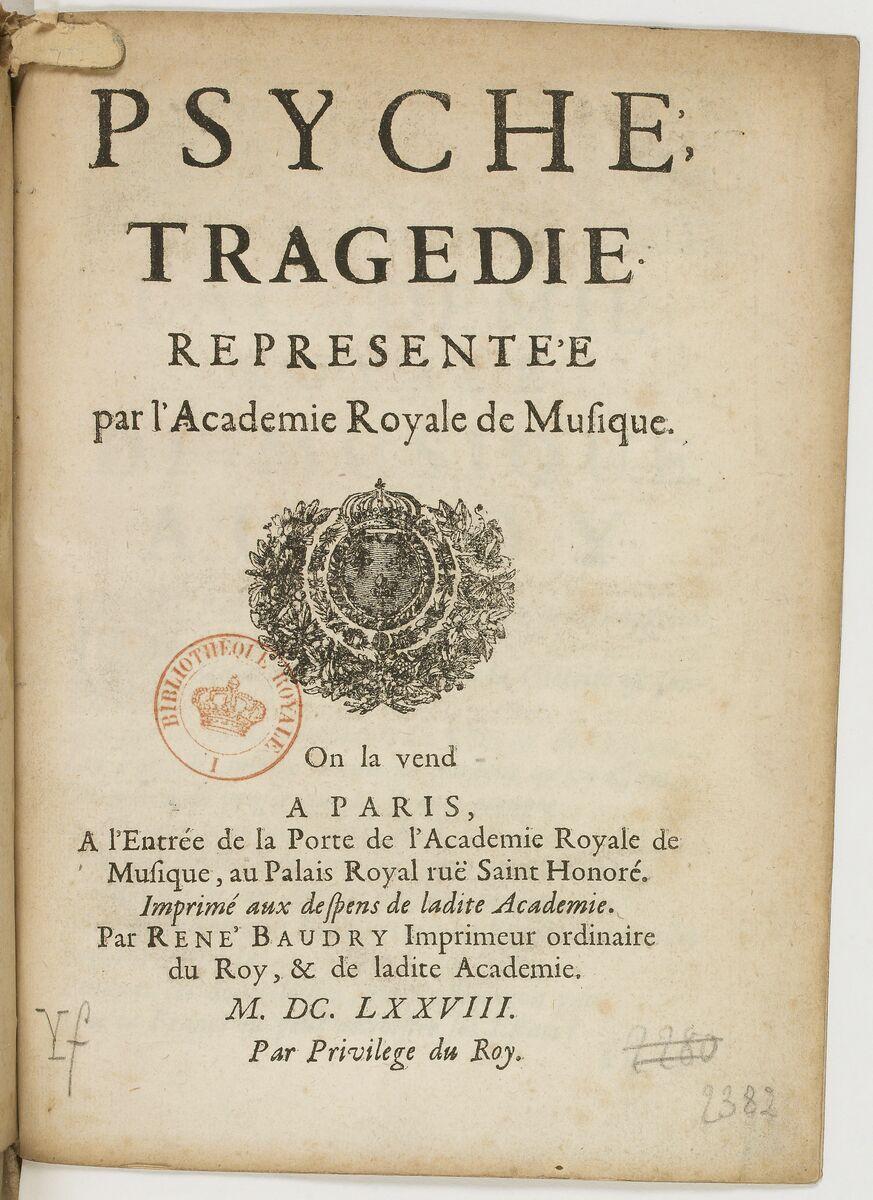 PSYCHE',
TRAGEDIE
REPRESENTE'E
par l'Academie Royale de Muſique.
BIBLIOTHEQUE ROYALE
I
On la vend
A PARIS,
A l'Entrée de la Porte de l'Academie Royale de
Muſique, au Palais Royal ruë Saint Honoré.
Imprimé aux deſpens de ladite Academie.
Par RENE' BAUDRY Imprimeur ordinaire
du Roy, & de ladite Academie.
M. DC. LXXVIII.
Par Privilege du Roy.
Yf
2280
2382